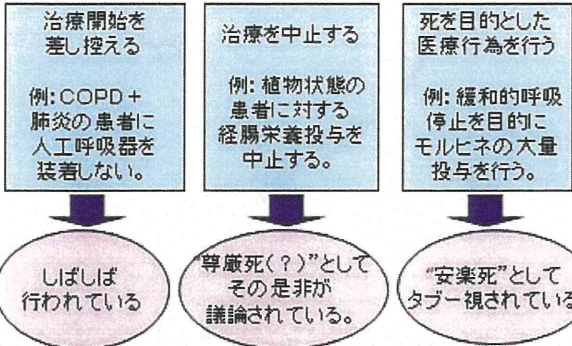 治療開始を
差し控える
例:COPD+
肺炎の患者に
人工呼吸器を
装着しない。
治療を中止する
例:植物状態の
患者に対する
経腸栄養投与を
中止する。
死を目的とした
医療行為を行う
例:緩和的呼吸
停止を目的に
モルヒネの大量
投与を行う。
しばしば
行われている
"尊厳死(?)"として
その是非が
議論されている。
"安楽死"として
タブー視されている